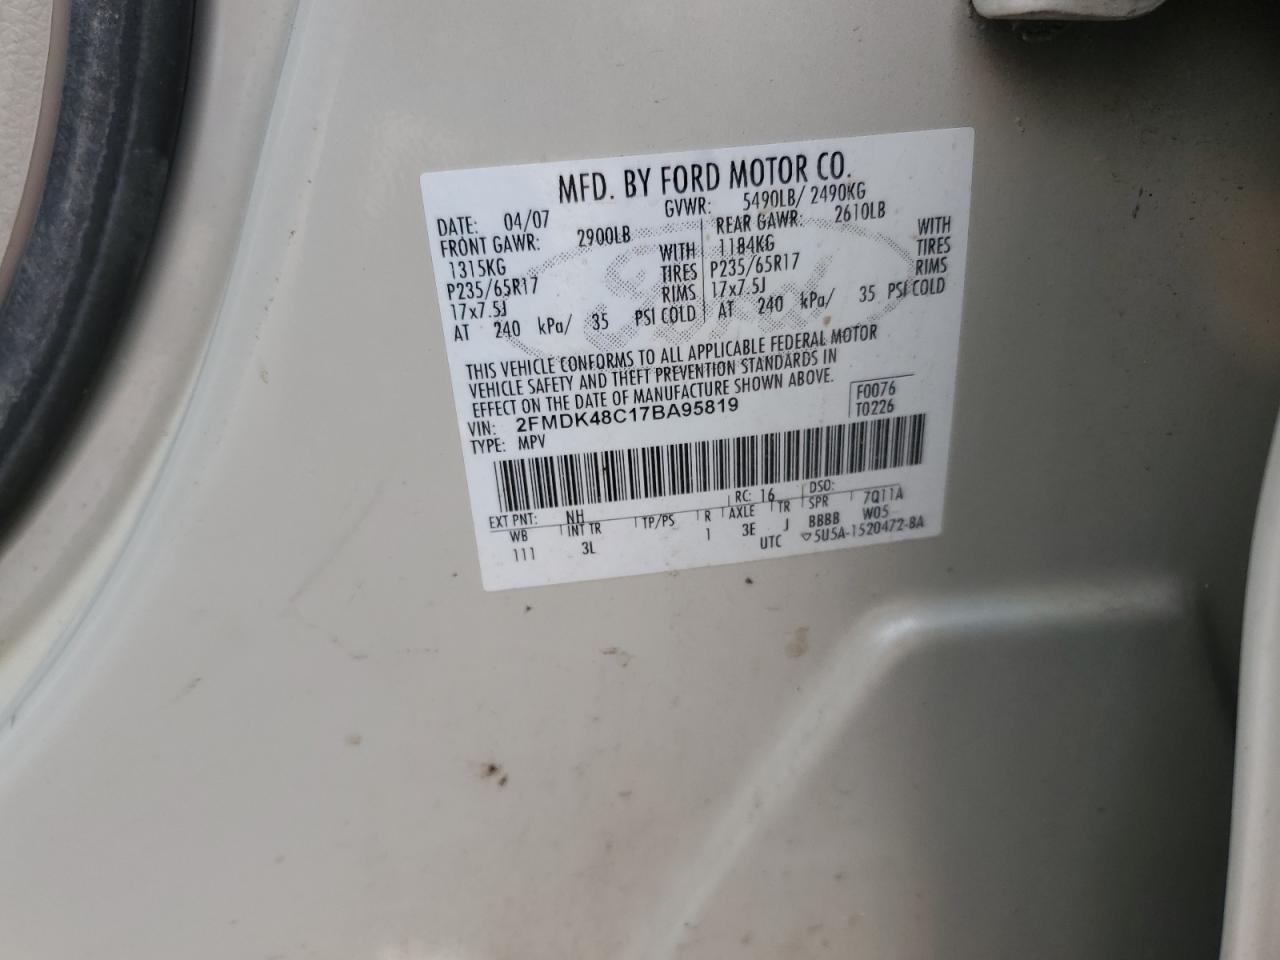 MFD. BY FORD MOTOR CO.
DATE: 04/07 GVWR: 5490LB/ 2490KG
FRONT GAWR: 2900LB REAR GAWR: 2610LB
1315KG WITH 1184KG WITH
P235/65R17 TIRES P235/65R17 TIRES
17x7.5J RIMS 17x7.5J RIMS
AT 240 kPa/ 35 PSI COLD AT 240 kPa/ 35 PSI COLD
THIS VEHICLE CONFORMS TO ALL APPLICABLE FEDERAL MOTOR
VEHICLE SAFETY AND THEFT PREVENTION STANDARDS IN
EFFECT ON THE DATE OF MANUFACTURE SHOWN ABOVE.
VIN: 2FMDK48C17BA95819 F0076
TYPE: MPV T0226
EXT PNT: NH RC: 16 DSO:
WB INT TR TP/PS R AXLE TR SPR 7Q11A
111 3L 1 3E J BBBB W05
UTC ▽5U5A-1520472-BA